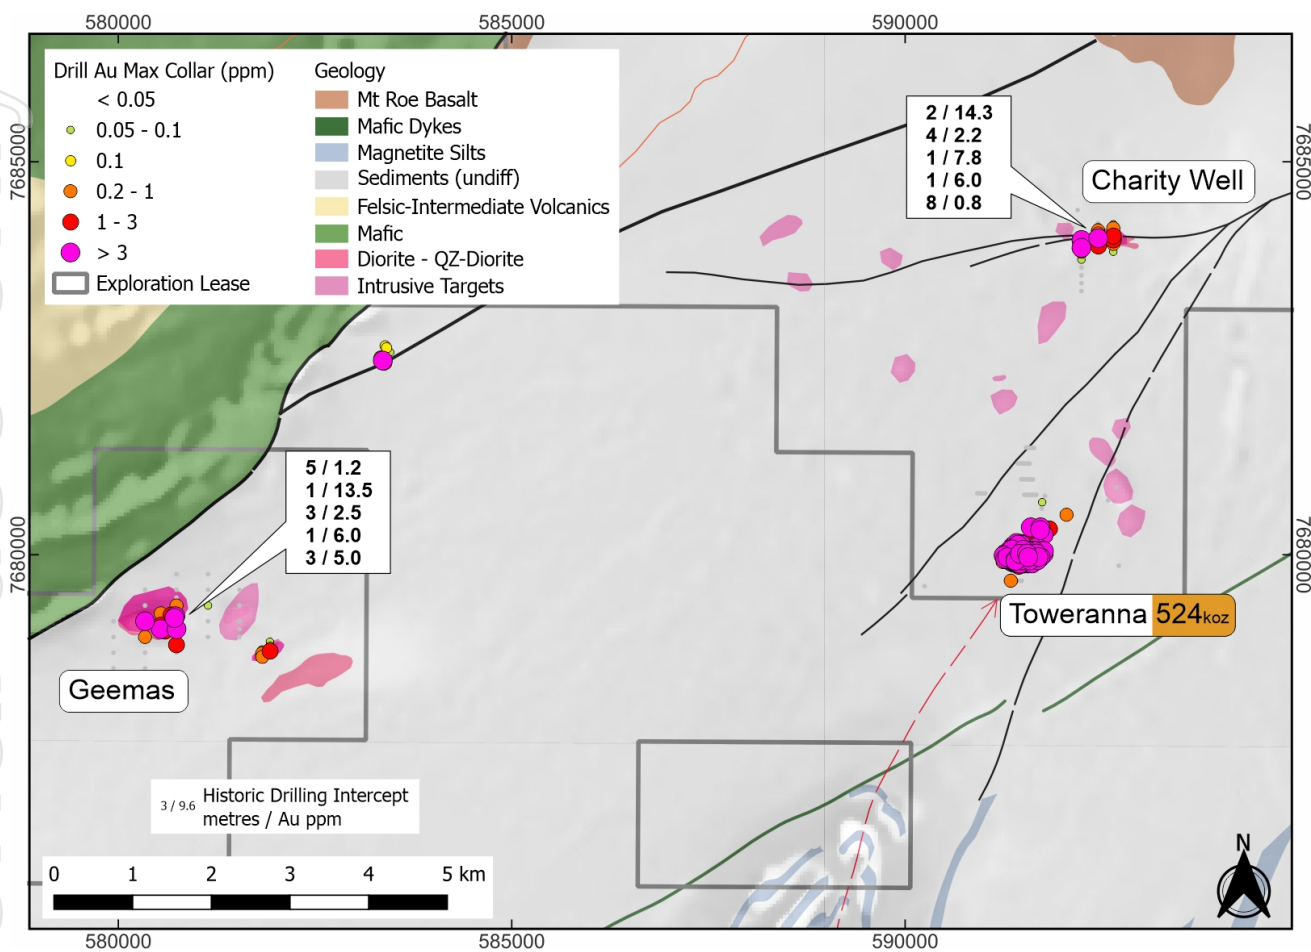 580000
585000
590000
Drill Au Max Collar (ppm)
< 0.05
0.05 - 0.1
0.1
0.2 - 1
1 - 3
> 3
Exploration Lease
Geology
Mt Roe Basalt
Mafic Dykes
Magnetite Silts
Sediments (undiff)
Felsic-Intermediate Volcanics
Mafic
Diorite - QZ-Diorite
Intrusive Targets
7685000
7685000
2 / 14.3
4 / 2.2
1 / 7.8
1 / 6.0
8 / 0.8
Charity Well
5 / 1.2
1 / 13.5
3 / 2.5
1 / 6.0
3 / 5.0
7680000
7680000
Toweranna 524koz
Geemas
3 / 9.6 Historic Drilling Intercept
metres / Au ppm
0 1 2 3 4 5 km
N
580000
585000
590000